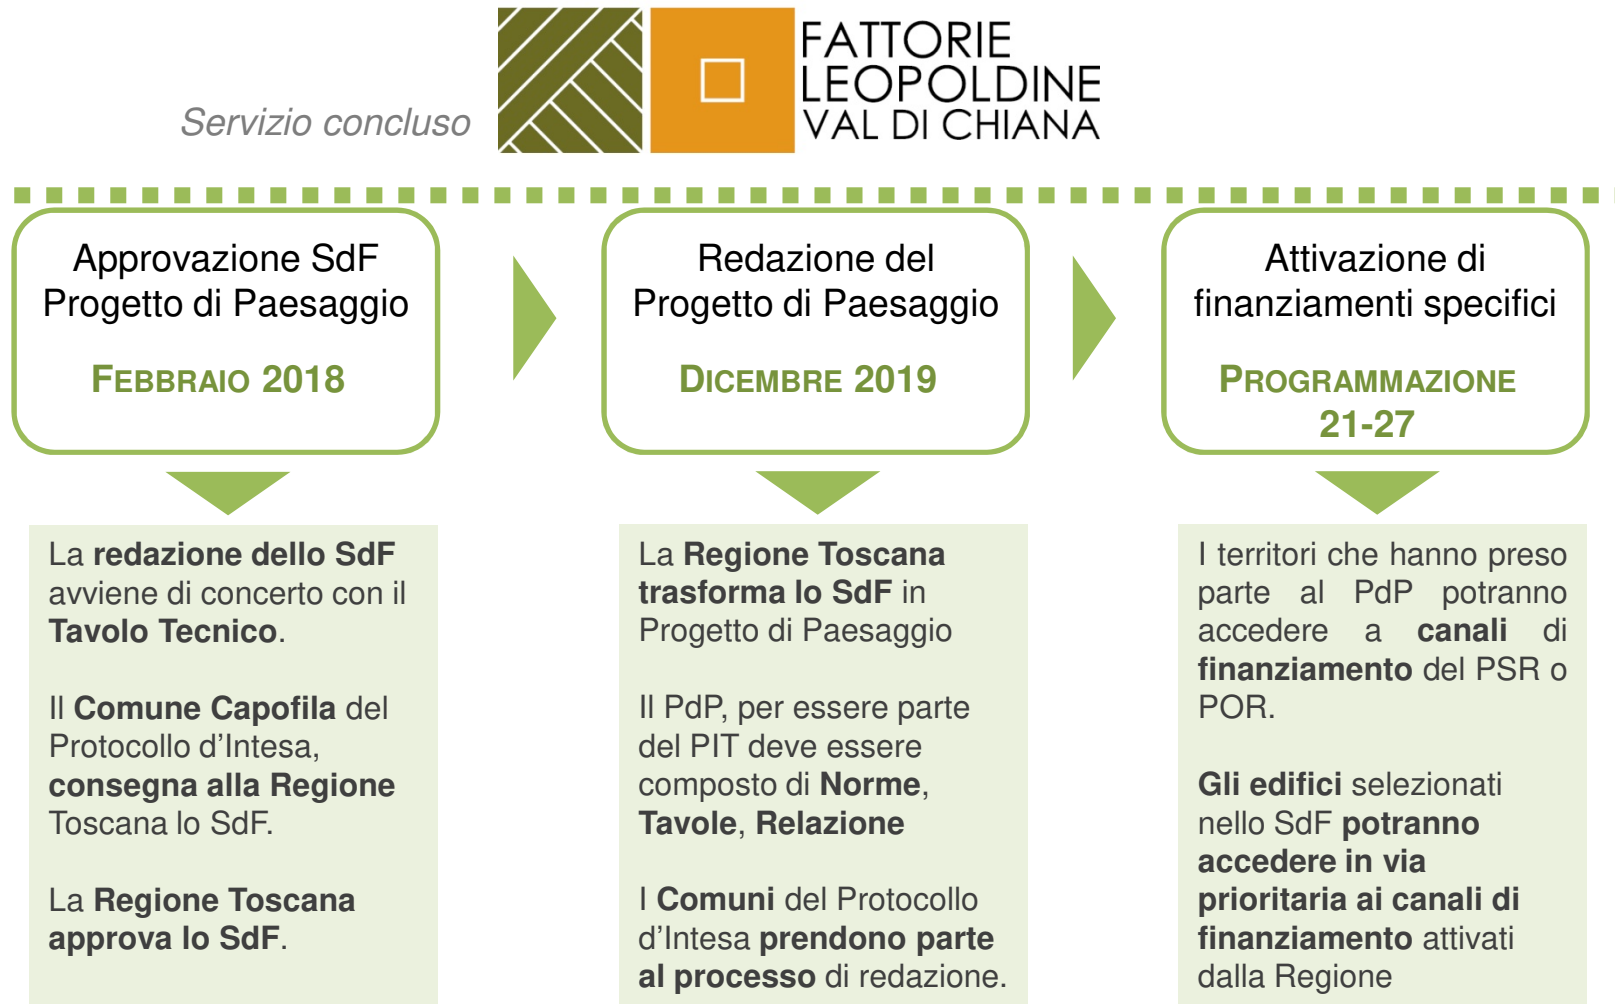 Servizio concluso
FATTORIE
LEOPOLDINE
VAL DI CHIANA
Approvazione SdF
Progetto di Paesaggio
FEBBRAIO 2018
Redazione del
Progetto di Paesaggio
DICEMBRE 2019
Attivazione di
finanziamenti specifici
PROGRAMMAZIONE
21-27
La redazione dello SdF
avviene di concerto con il
Tavolo Tecnico.
Il Comune Capofila del
Protocollo d'Intesa,
consegna alla Regione
Toscana lo SdF.
La Regione Toscana
approva lo SdF.
La Regione Toscana
trasforma lo SdF in
Progetto di Paesaggio
Il PdP, per essere parte
del PIT deve essere
composto di Norme,
Tavole, Relazione
I Comuni del Protocollo
d'Intesa prendono parte
al processo di redazione.
I territori che hanno preso
parte al PdP potranno
accedere a canali di
finanziamento del PSR o
POR.
Gli edifici selezionati
nello SdF potranno
accedere in via
prioritaria ai canali di
finanziamento attivati
dalla Regione